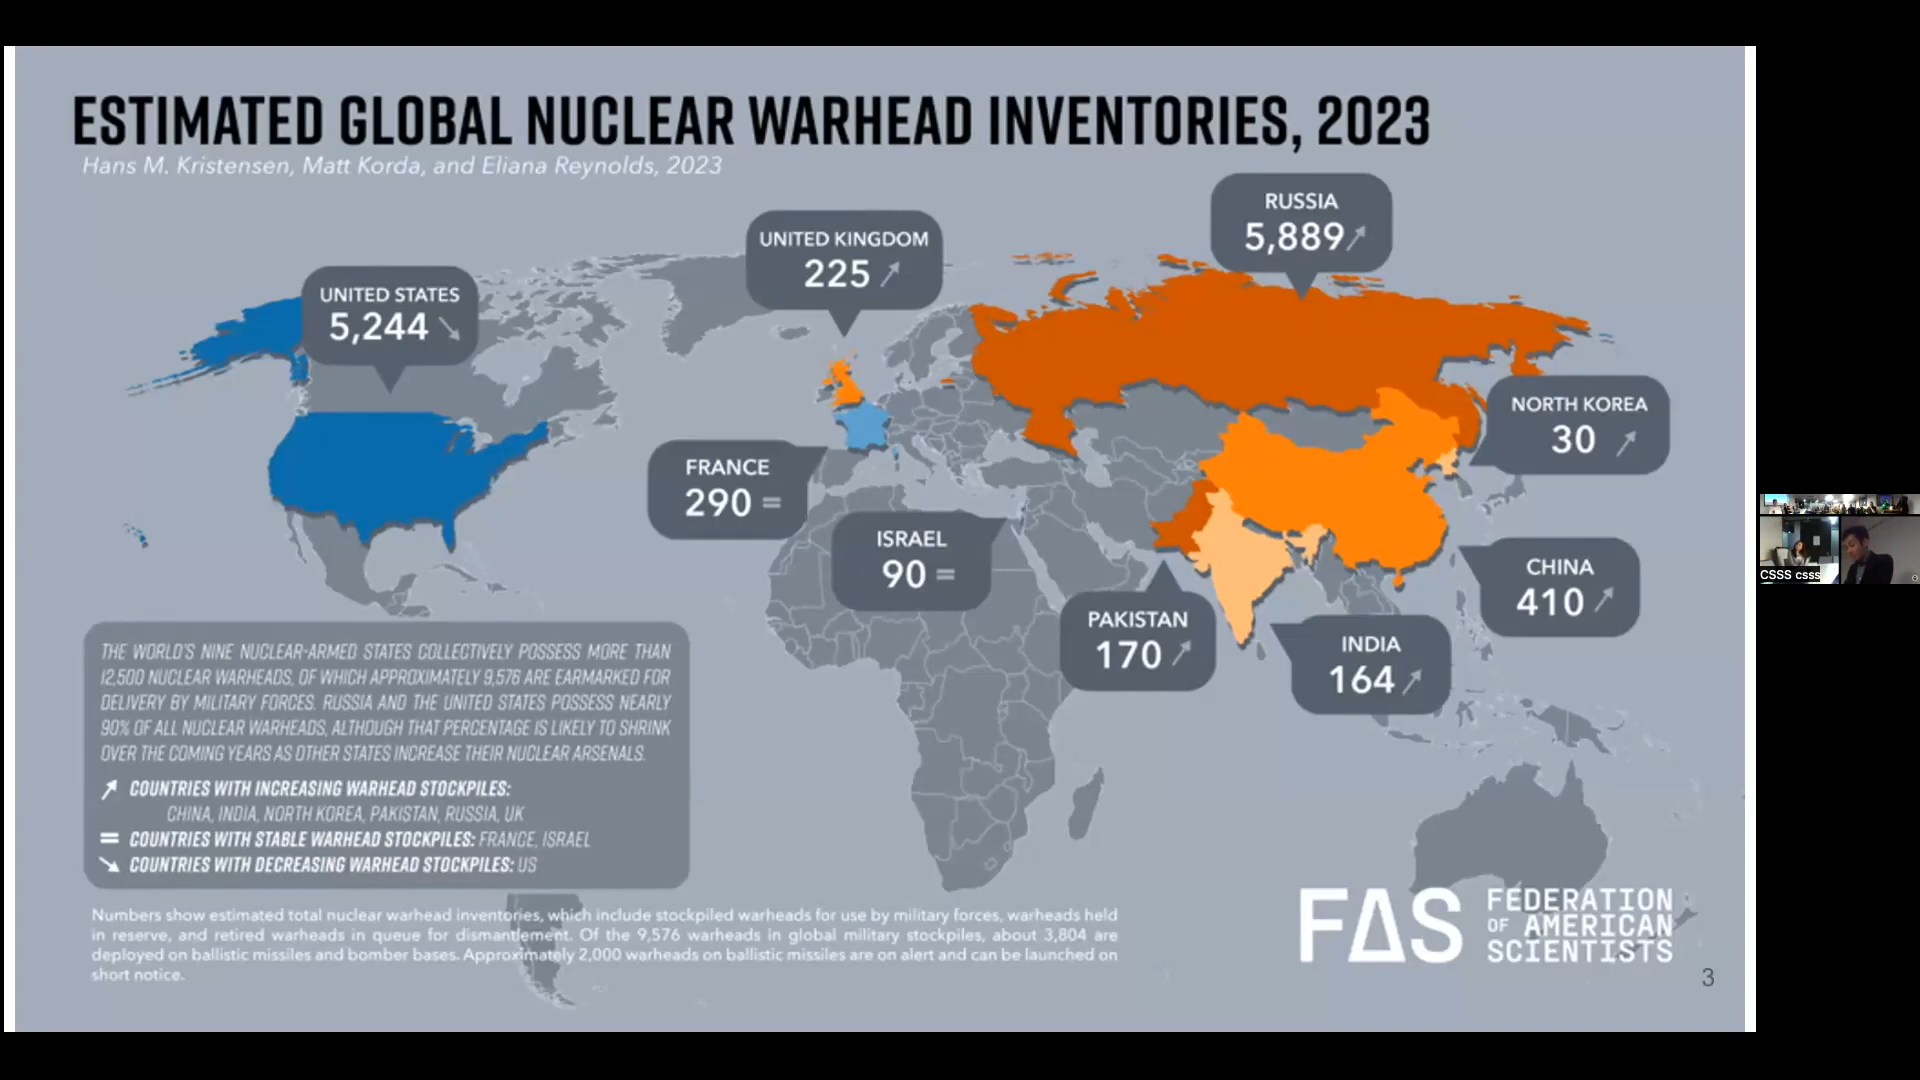 ESTIMATED GLOBAL NUCLEAR WARHEAD INVENTORIES, 2023
Hans M. Kristensen, Matt Korda, and Eliana Reynolds, 2023
RUSSIA
5,889
UNITED KINGDOM
225
UNITED STATES
5,244
NORTH KOREA
30
FRANCE
290 =
ISRAEL
90 =
CHINA
410
PAKISTAN
170
INDIA
164
THE WORLD'S NINE NUCLEAR-ARMED STATES COLLECTIVELY POSSESS MORE THAN
12,500 NUCLEAR WARHEADS, OF WHICH APPROXIMATELY 9,576 ARE EARMARKED FOR
DELIVERY BY MILITARY FORCES. RUSSIA AND THE UNITED STATES POSSESS NEARLY
90% OF ALL NUCLEAR WARHEADS, ALTHOUGH THAT PERCENTAGE IS LIKELY TO SHRINK
OVER THE COMING YEARS AS OTHER STATES INCREASE THEIR NUCLEAR ARSENALS.
COUNTRIES WITH INCREASING WARHEAD STOCKPILES:
CHINA, INDIA, NORTH KOREA, PAKISTAN, RUSSIA, UK
= COUNTRIES WITH STABLE WARHEAD STOCKPILES: FRANCE, ISRAEL
COUNTRIES WITH DECREASING WARHEAD STOCKPILES: US
Numbers show estimated total nuclear warhead inventories, which include stockpiled warheads for use by military forces, warheads held
in reserve, and retired warheads in queue for dismantlement. Of the 9,576 warheads in global military stockpiles, about 3,804 are
deployed on ballistic missiles and bomber bases. Approximately 2,000 warheads on ballistic missiles are on alert and can be launched on
short notice.
FAS
FEDERATION
OF AMERICAN
SCIENTISTS
3
CSSS csss